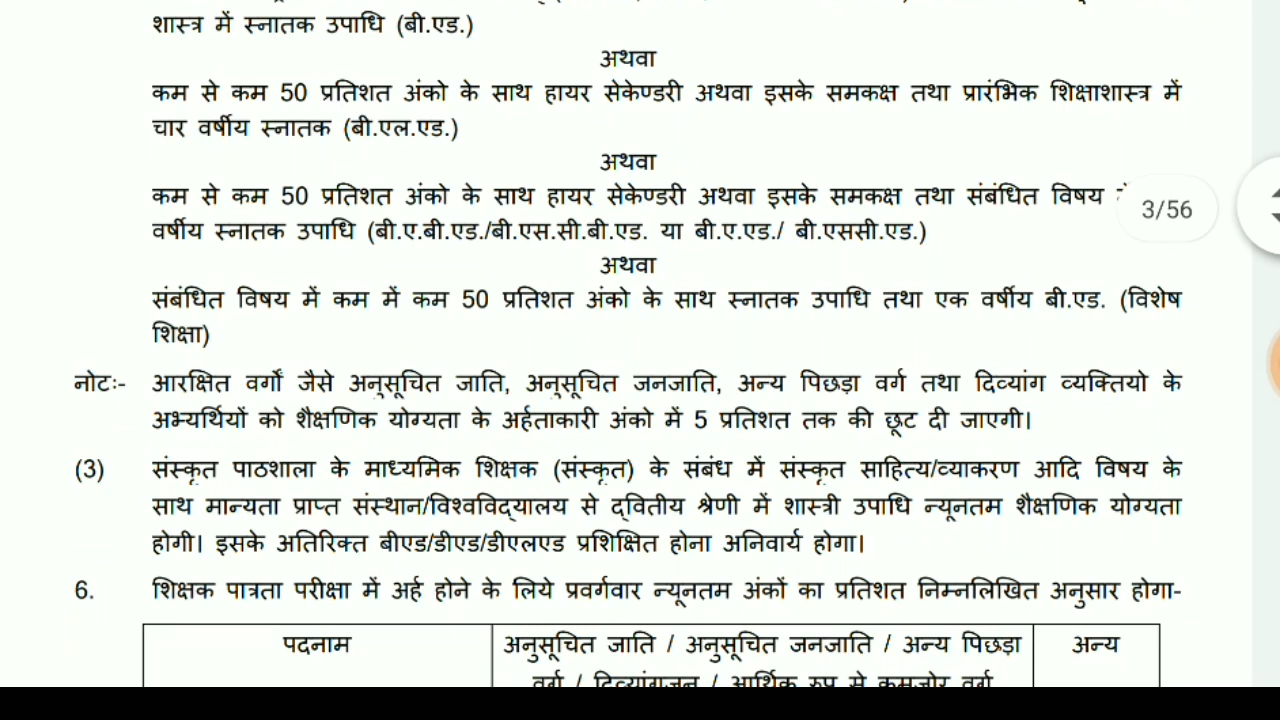 शास्त्र में स्नातक उपाधि (बी.एड.)
अथवा
कम से कम 50 प्रतिशत अंको के साथ हायर सेकेण्डरी अथवा इसके समकक्ष तथा प्रारंभिक शिक्षाशास्त्र में
चार वर्षीय स्नातक (बी.एल.एड.)
अथवा
कम से कम 50 प्रतिशत अंको के साथ हायर सेकेण्डरी अथवा इसके समकक्ष तथा संबंधित विषय
3/56
वर्षीय स्नातक उपाधि (बी.ए.बी.एड./बी.एस.सी.बी.एड. या बी.ए.एड./ बी.एससी.एड.)
अथवा
संबंधित विषय में कम में कम 50 प्रतिशत अंको के साथ स्नातक उपाधि तथा एक वर्षीय बी.एड. (विशेष
शिक्षा)
नोटः- आरक्षित वर्गों जैसे अनुसूचित जाति, अनुसूचित जनजाति, अन्य पिछड़ा वर्ग तथा दिव्यांग व्यक्तियो के
अभ्यर्थियों को शैक्षणिक योग्यता के अर्हताकारी अंको में 5 प्रतिशत तक की छूट दी जाएगी।
(3) संस्कृत पाठशाला के माध्यमिक शिक्षक (संस्कृत) के संबंध में संस्कृत साहित्य/व्याकरण आदि विषय के
साथ मान्यता प्राप्त संस्थान/विश्वविद्यालय से द्वितीय श्रेणी में शास्त्री उपाधि न्यूनतम शैक्षणिक योग्यता
होगी। इसके अतिरिक्त बीएड/डीएड/डीएलएड प्रशिक्षित होना अनिवार्य होगा।
6. शिक्षक पात्रता परीक्षा में अर्ह होने के लिये प्रवर्गवार न्यूनतम अंकों का प्रतिशत निम्नलिखित अनुसार होगा-
पदनाम अनुसूचित जाति / अनुसूचित जनजाति / अन्य पिछड़ा अन्य
वर्ग / दिव्यांगजन / आर्थिक रुप से कमजोर वर्ग